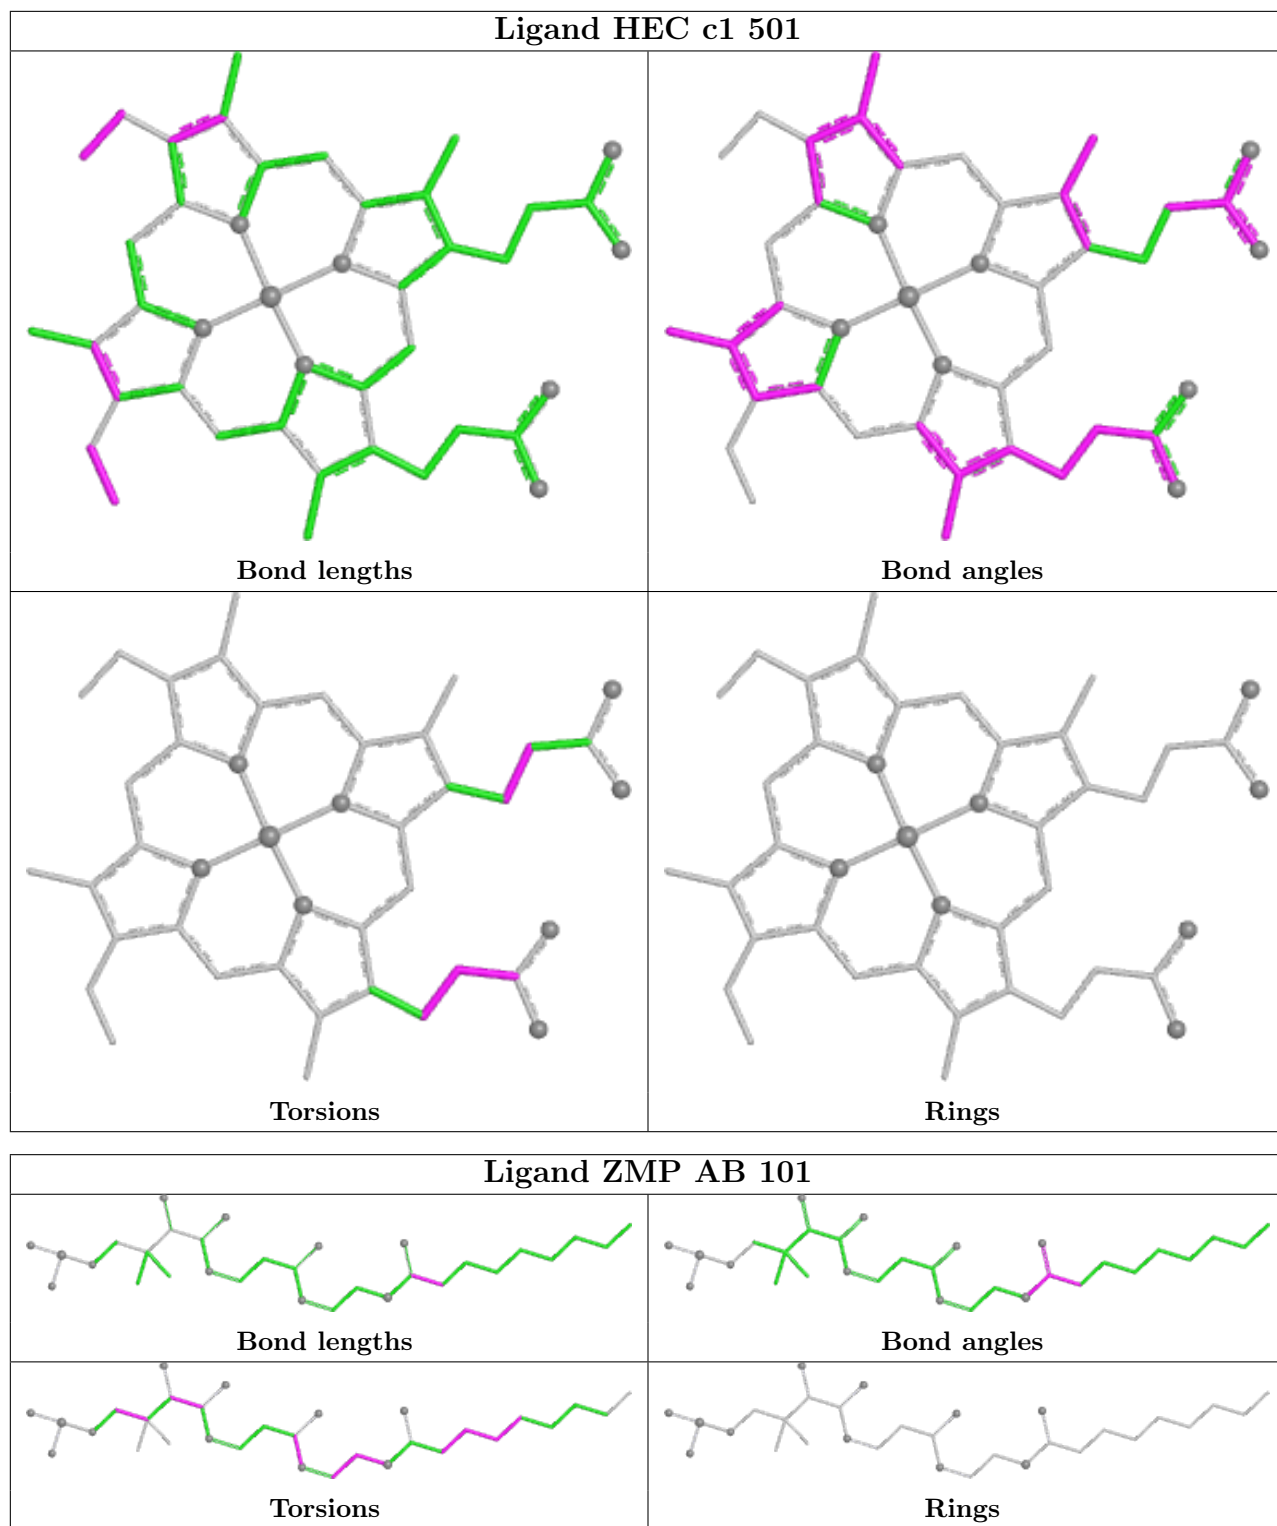 Ligand HEC c1 501
Bond lengths
Bond angles
Torsions
Rings
Ligand ZMP AB 101
Bond lengths
Bond angles
Torsions
Rings